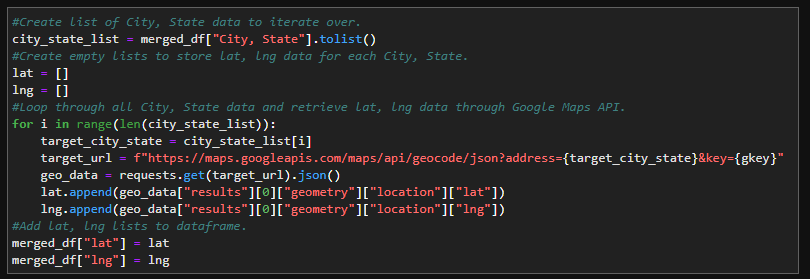 #Create list of City, State data to iterate over.
city_state_list = merged_df["City, State"].tolist()
#Create empty lists to store lat, lng data for each City, State.
lat = []
lng = []
#Loop through all City, State data and retrieve lat, lng data through Google Maps API.
for i in range(len(city_state_list)):
    target_city_state = city_state_list[i]
    target_url = f"https://maps.googleapis.com/maps/api/geocode/json?address={target_city_state}&key={gkey}"
    geo_data = requests.get(target_url).json()
    lat.append(geo_data["results"][0]["geometry"]["location"]["lat"])
    lng.append(geo_data["results"][0]["geometry"]["location"]["lng"])
#Add lat, lng lists to dataframe.
merged_df["lat"] = lat
merged_df["lng"] = lng